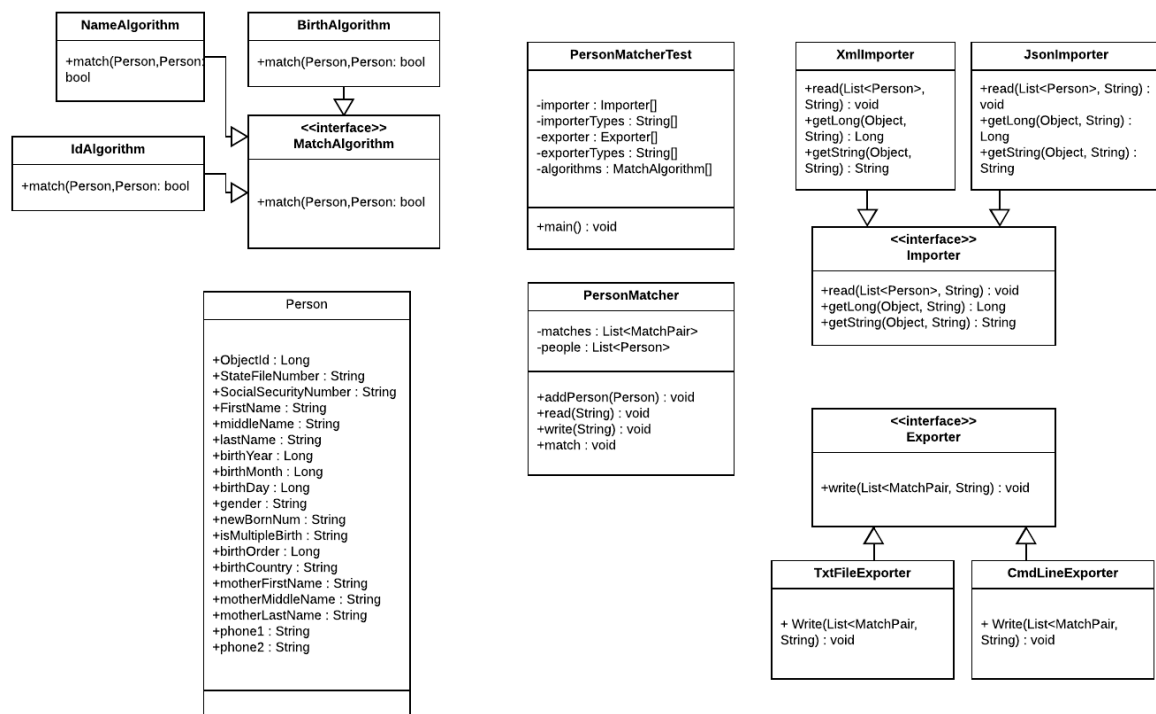 NameAlgorithm
+match(Person,Person:
bool
BirthAlgorithm
+match(Person,Person: bool
<<interface>>
MatchAlgorithm
+match(Person,Person: bool
IdAlgorithm
+match(Person,Person: bool
PersonMatcherTest
-importer : Importer[]
-importerTypes : String[]
-exporter : Exporter[]
-exporterTypes : String[]
-algorithms : MatchAlgorithm[]
+main() : void
XmlImporter
+read(List<Person>,
String) : void
+getLong(Object,
String) : Long
+getString(Object,
String) : String
JsonImporter
+read(List<Person>, String) :
void
+getLong(Object, String) :
Long
+getString(Object, String) :
String
<<interface>>
Importer
+read(List<Person>, String) : void
+getLong(Object, String) : Long
+getString(Object, String) : String
Person
+ObjectId : Long
+StateFileNumber : String
+SocialSecurityNumber : String
+FirstName : String
+middleName : String
+lastName : String
+birthYear : Long
+birthMonth : Long
+birthDay : Long
+gender : String
+newBornNum : String
+isMultipleBirth : String
+birthOrder : Long
+birthCountry : String
+motherFirstName : String
+motherMiddleName : String
+motherLastName : String
+phone1 : String
+phone2 : String
PersonMatcher
-matches : List<MatchPair>
-people : List<Person>
+addPerson(Person) : void
+read(String) : void
+write(String) : void
+match : void
<<interface>>
Exporter
+write(List<MatchPair, String) : void
TxtFileExporter
+ Write(List<MatchPair,
String) : void
CmdLineExporter
+ Write(List<MatchPair,
String) : void